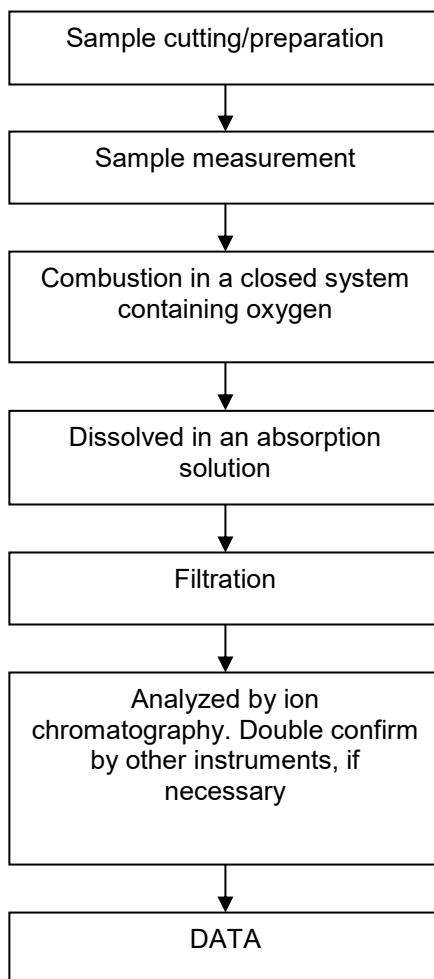 Sample cutting/preparation
Sample measurement
Combustion in a closed system
containing oxygen
Dissolved in an absorption
solution
Filtration
Analyzed by ion
chromatography. Double confirm
by other instruments, if
necessary
DATA